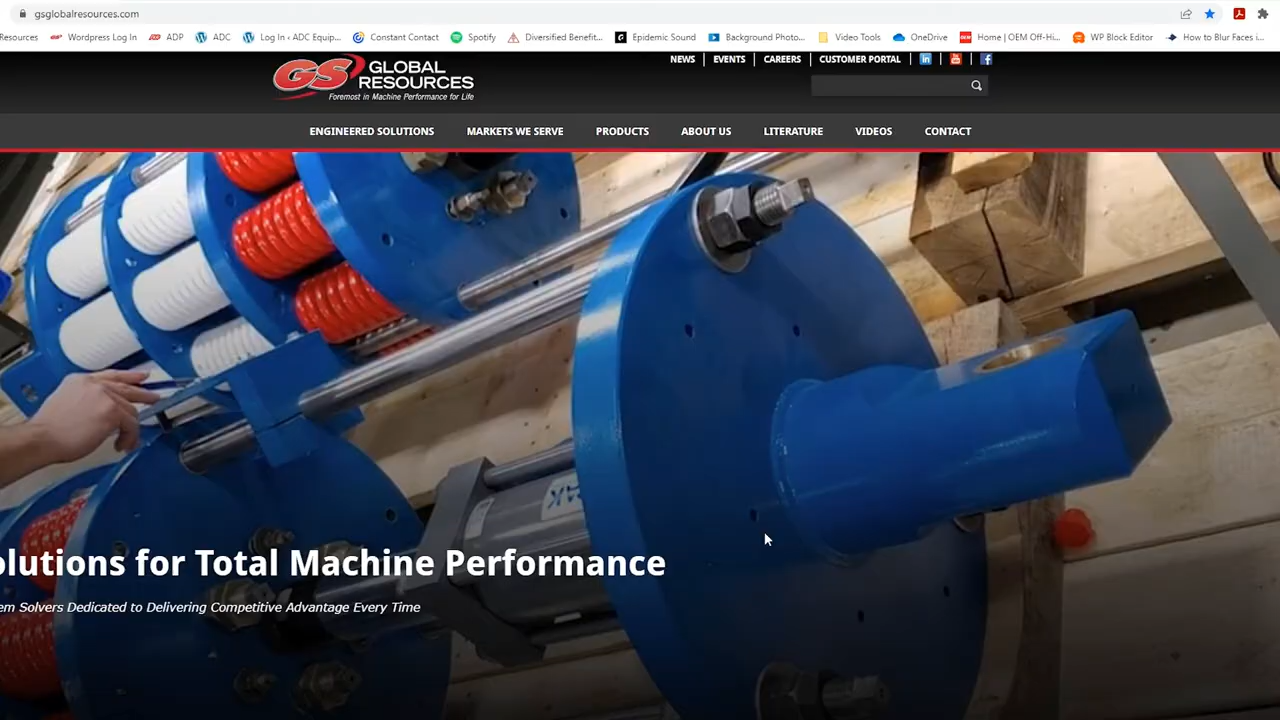 gsglobalresources.com
Resources Wordpress Log In ADP ADC Log In ‹ ADC Equip... Constant Contact Spotify Diversified Benefit... Epidemic Sound Background Photo... Video Tools OneDrive Home | OEM Off-Hi... WP Block Editor How to Blur Faces i...
NEWS EVENTS CAREERS CUSTOMER PORTAL
GS GLOBAL
RESOURCES
Foremost in Machine Performance for Life
ENGINEERED SOLUTIONS MARKETS WE SERVE PRODUCTS ABOUT US LITERATURE VIDEOS CONTACT
olutions for Total Machine Performance
em Solvers Dedicated to Delivering Competitive Advantage Every Time